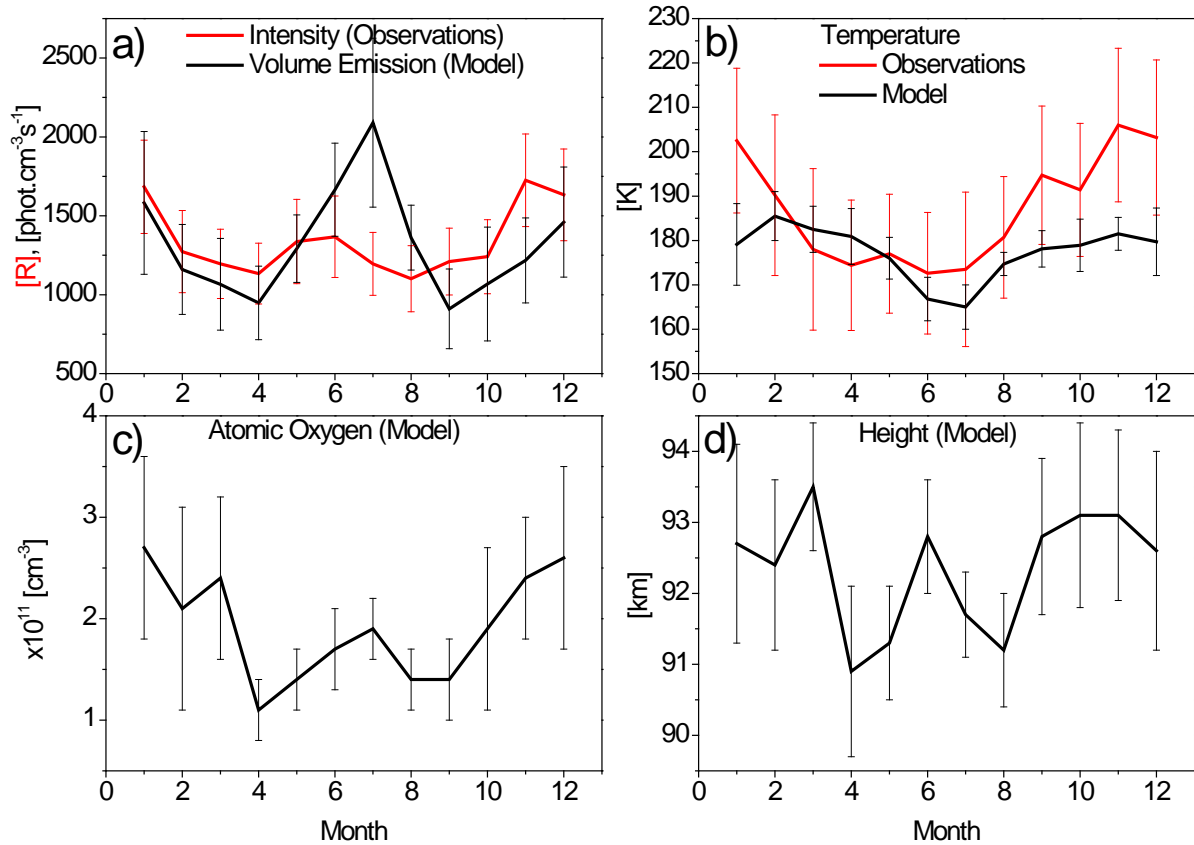 a)
Intensity (Observations)
Volume Emission (Model)
[R], [phot.cm⁻³s⁻¹]
2500
2000
1500
1000
500
0 2 4 6 8 10 12
b)
Temperature
Observations
Model
[K]
230
220
210
200
190
180
170
160
150
0 2 4 6 8 10 12
c)
Atomic Oxygen (Model)
x10¹¹ [cm⁻³]
4
3
2
1
0 2 4 6 8 10 12
Month
d)
Height (Model)
[km]
94
93
92
91
90
0 2 4 6 8 10 12
Month